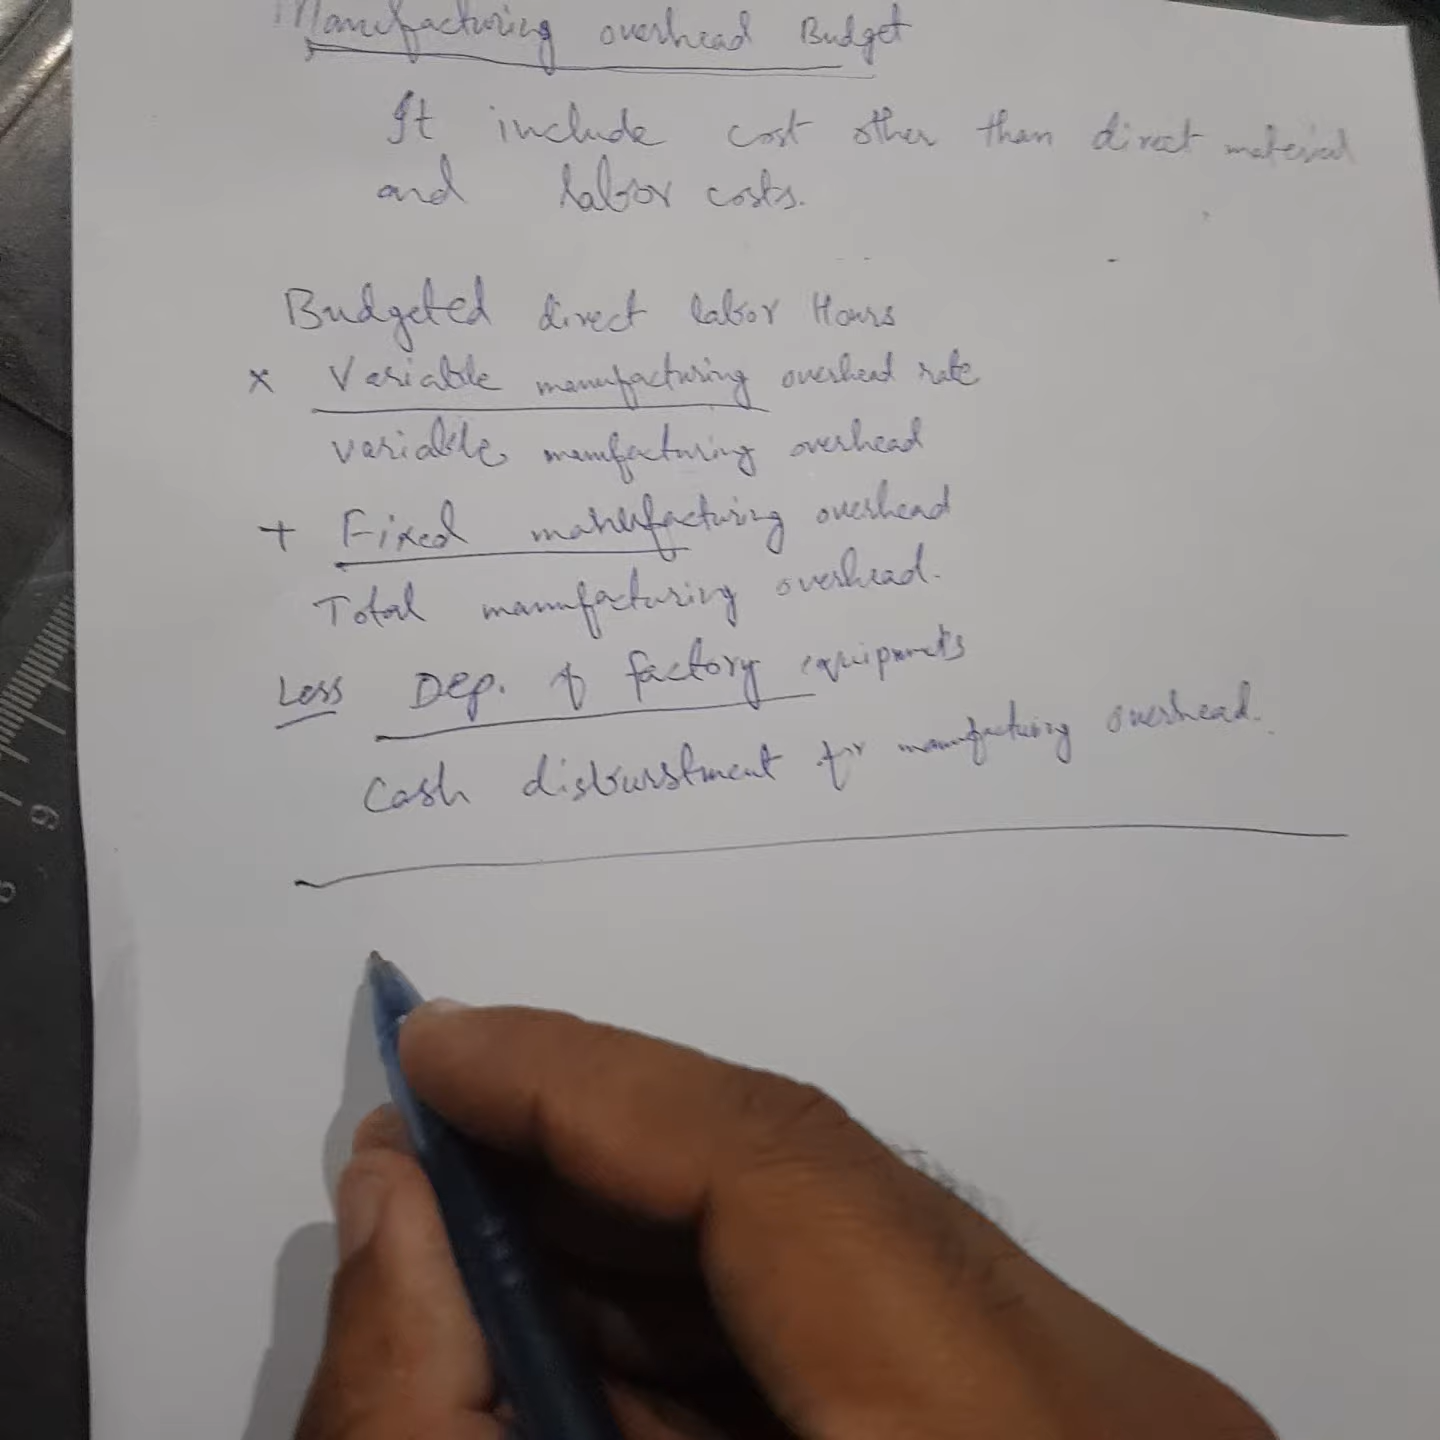 Manufacturing overhead Budget
It include cost other than direct material
and labor costs.
Budgeted direct labor Hours
x Variable manufacturing overhead rate
variable manufacturing overhead
+ Fixed manufacturing overhead
Total manufacturing overhead.
Less Dep. of factory equipments
Cash disburstment for manufacturing overhead.
9